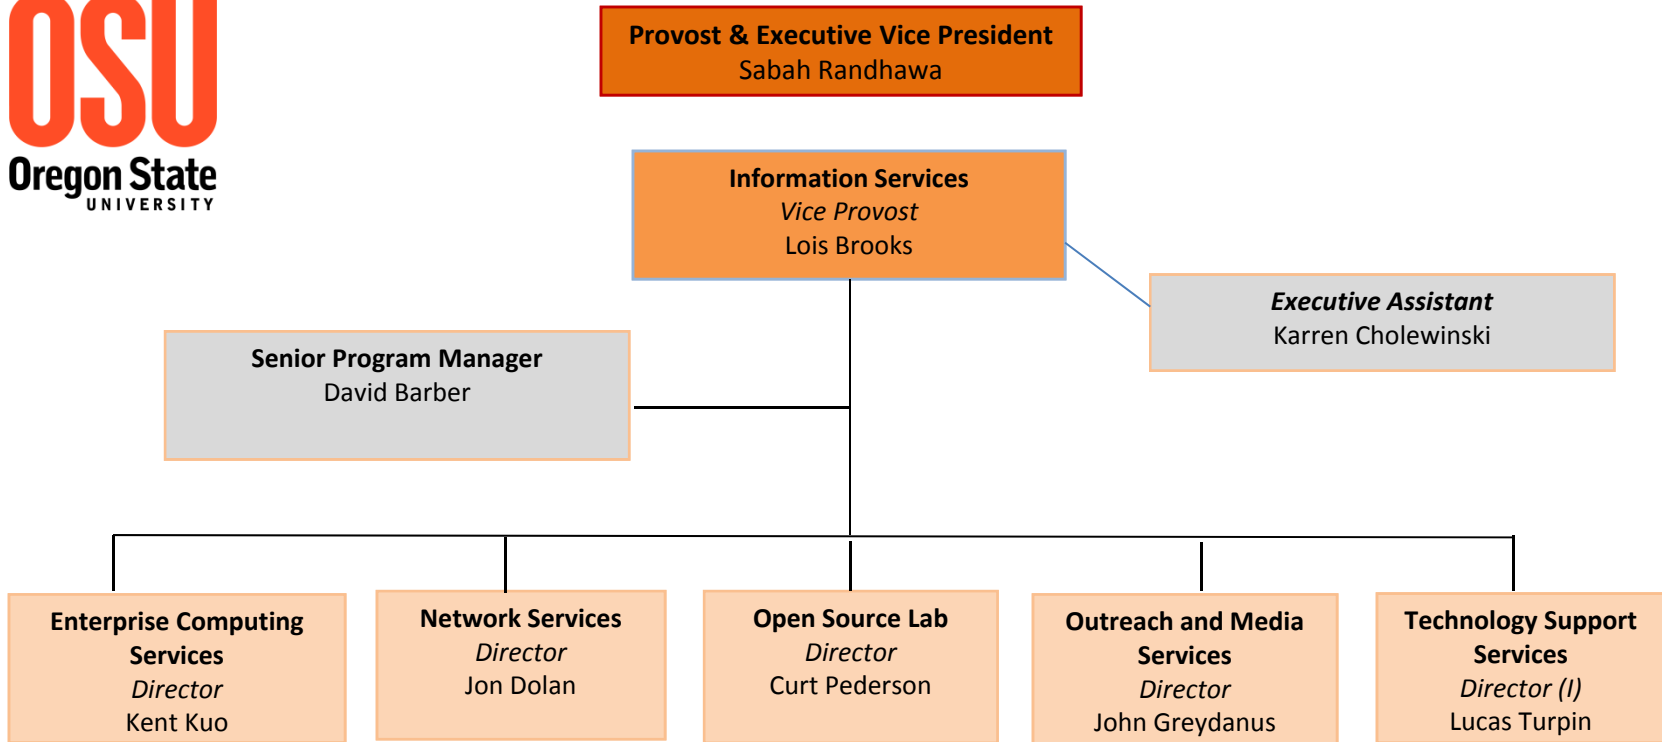 OSU
Oregon State
UNIVERSITY
Provost & Executive Vice President
Sabah Randhawa
Information Services
Vice Provost
Lois Brooks
Executive Assistant
Karren Cholewinski
Senior Program Manager
David Barber
Enterprise Computing
Services
Director
Kent Kuo
Network Services
Director
Jon Dolan
Open Source Lab
Director
Curt Pederson
Outreach and Media
Services
Director
John Greydanus
Technology Support
Services
Director (I)
Lucas Turpin